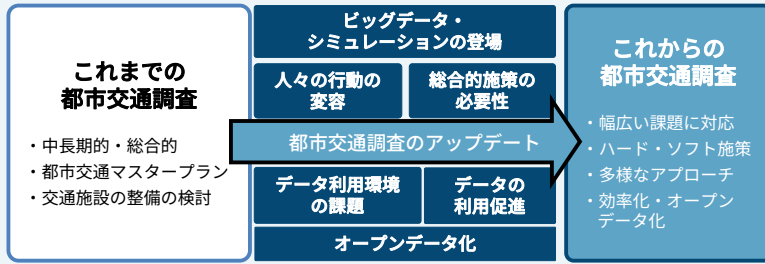 これまでの
都市交通調査
・中長期的・総合的
・都市交通マスタープラン
・交通施設の整備の検討
ビッグデータ・
シミュレーションの登場
人々の行動の
変容
総合的施策の
必要性
都市交通調査のアップデート
データ利用環境
の課題
データの
利用促進
オープンデータ化
これからの
都市交通調査
・幅広い課題に対応
・ハード・ソフト施策
・多様なアプローチ
・効率化・オープン
データ化